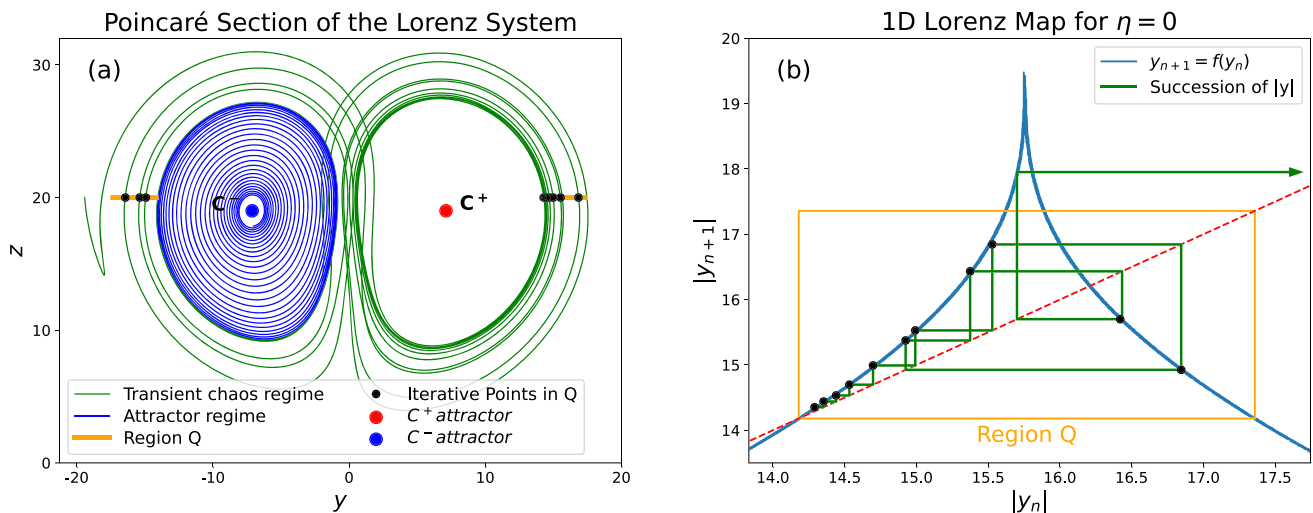 Poincaré Section of the Lorenz System
(a)
C⁻
C⁺
z
30
20
10
0
-20
-10
0
10
20
y
Transient chaos regime
Attractor regime
Region Q
Iterative Points in Q
C⁺attractor
C⁻attractor
1D Lorenz Map for η = 0
(b)
yₙ₊₁ = f(yₙ)
Succession of |y|
Region Q
|yₙ₊₁|
20
19
18
17
16
15
14
14.0
14.5
15.0
15.5
16.0
16.5
17.0
17.5
|yₙ|